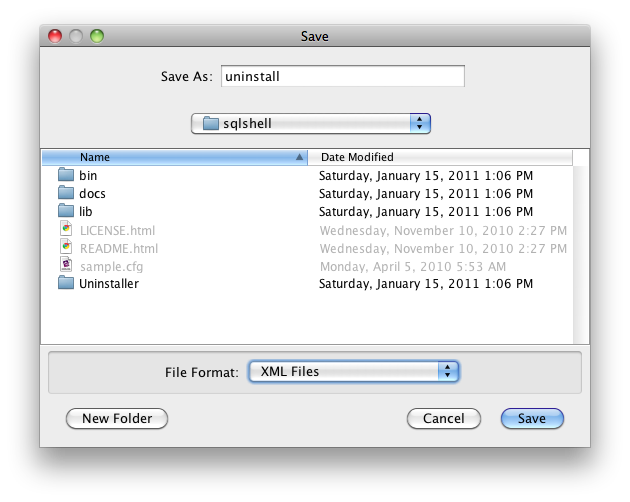 Save
Save As: uninstall
sqlshell
Name Date Modified
bin Saturday, January 15, 2011 1:06 PM
docs Saturday, January 15, 2011 1:06 PM
lib Saturday, January 15, 2011 1:06 PM
LICENSE.html Wednesday, November 10, 2010 2:27 PM
README.html Wednesday, November 10, 2010 2:27 PM
sample.cfg Monday, April 5, 2010 5:53 AM
Uninstaller Saturday, January 15, 2011 1:06 PM
File Format: XML Files
New Folder Cancel Save